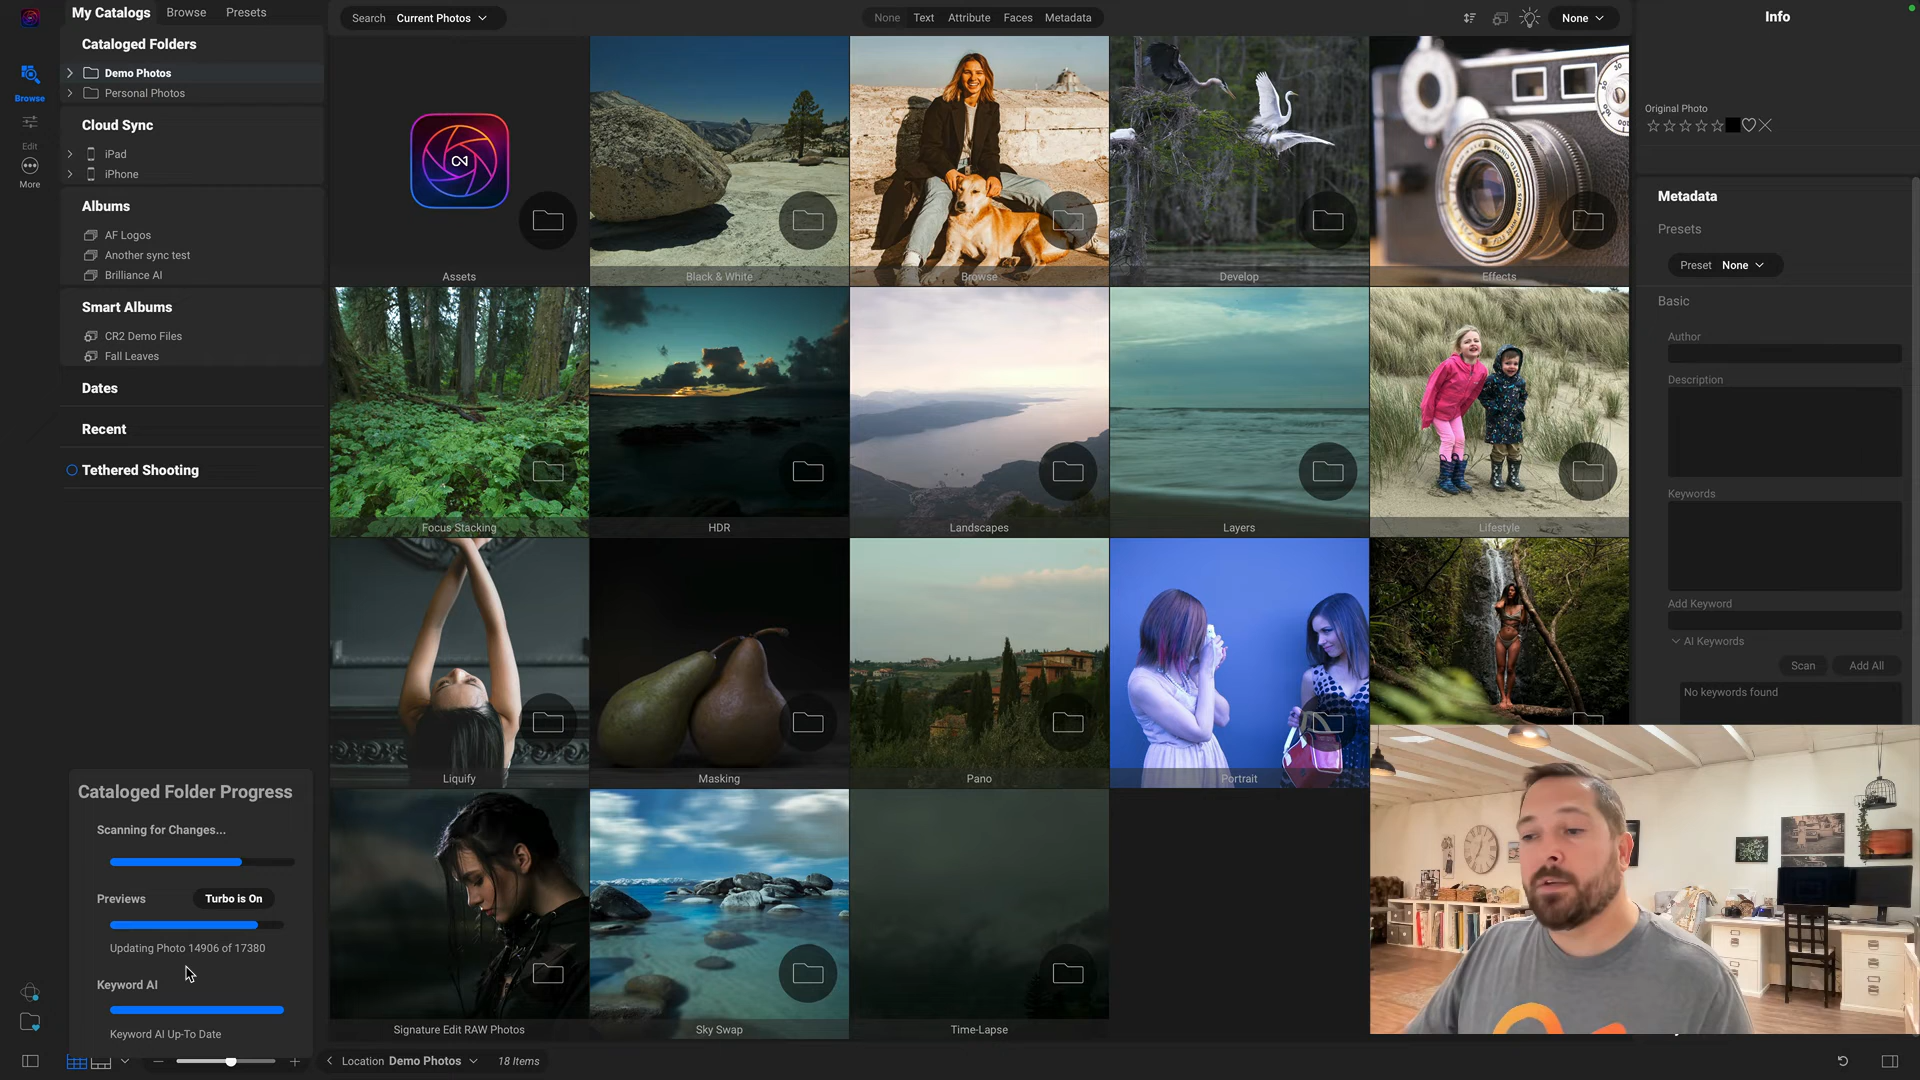 My Catalogs Browse Presets
Search Current Photos
None Text Attribute Faces Metadata
None
Info
Cataloged Folders
Demo Photos
Personal Photos
Browse
Edit
More
Cloud Sync
iPad
iPhone
Albums
AF Logos
Another sync test
Brilliance AI
Smart Albums
CR2 Demo Files
Fall Leaves
Dates
Recent
Tethered Shooting
Assets
Black & White
Browse
Develop
Effects
Focus Stacking
HDR
Landscapes
Layers
Lifestyle
Liquify
Masking
Pano
Portrait
Signature Edit RAW Photos
Sky Swap
Time-Lapse
Original Photo
Metadata
Presets
Preset None
Basic
Author
Description
Keywords
Add Keyword
AI Keywords
Scan Add All
No keywords found
Cataloged Folder Progress
Scanning for Changes...
Previews Turbo is On
Updating Photo 14906 of 17380
Keyword AI
Keyword AI Up-To Date
Location Demo Photos 18 Items